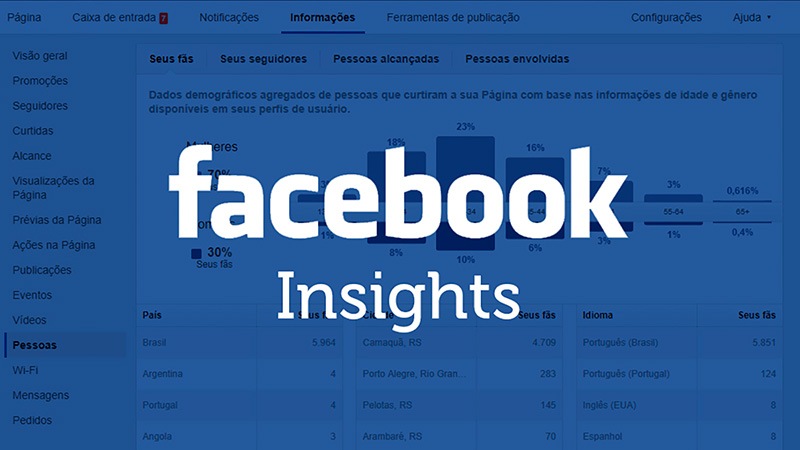 Página Caixa de entrada 7 Notificações Informações Ferramentas de publicação Configurações Ajuda
Visão geral
Promoções
Seguidores
Curtidas
Alcance
Visualizações da
Página
Prévias da Página
Ações na Página
Publicações
Eventos
Vídeos
Pessoas
Wi-Fi
Mensagens
Pedidos
Seus fãs Seus seguidores Pessoas alcançadas Pessoas envolvidas
Dados demográficos agregados de pessoas que curtiram a sua Página com base nas informações de idade e gênero
disponíveis em seus perfis de usuário.
Mulheres
18% 23% 16% 7% 3% 0,616%
55-64 65+
30%
Seus fãs
1% 8% 10% 6% 3% 1% 0,4%
facebook
Insights
País Seus fãs
Brasil 5.964
Argentina 4
Portugal 4
Angola 3
Seus fãs
Camaquã, RS 4.709
Porto Alegre, Rio Gran... 283
Pelotas, RS 145
Arambaré, RS 70
Idioma Seus fãs
Português (Brasil) 5.851
Português (Portugal) 124
Inglês (EUA) 8
Espanhol 8